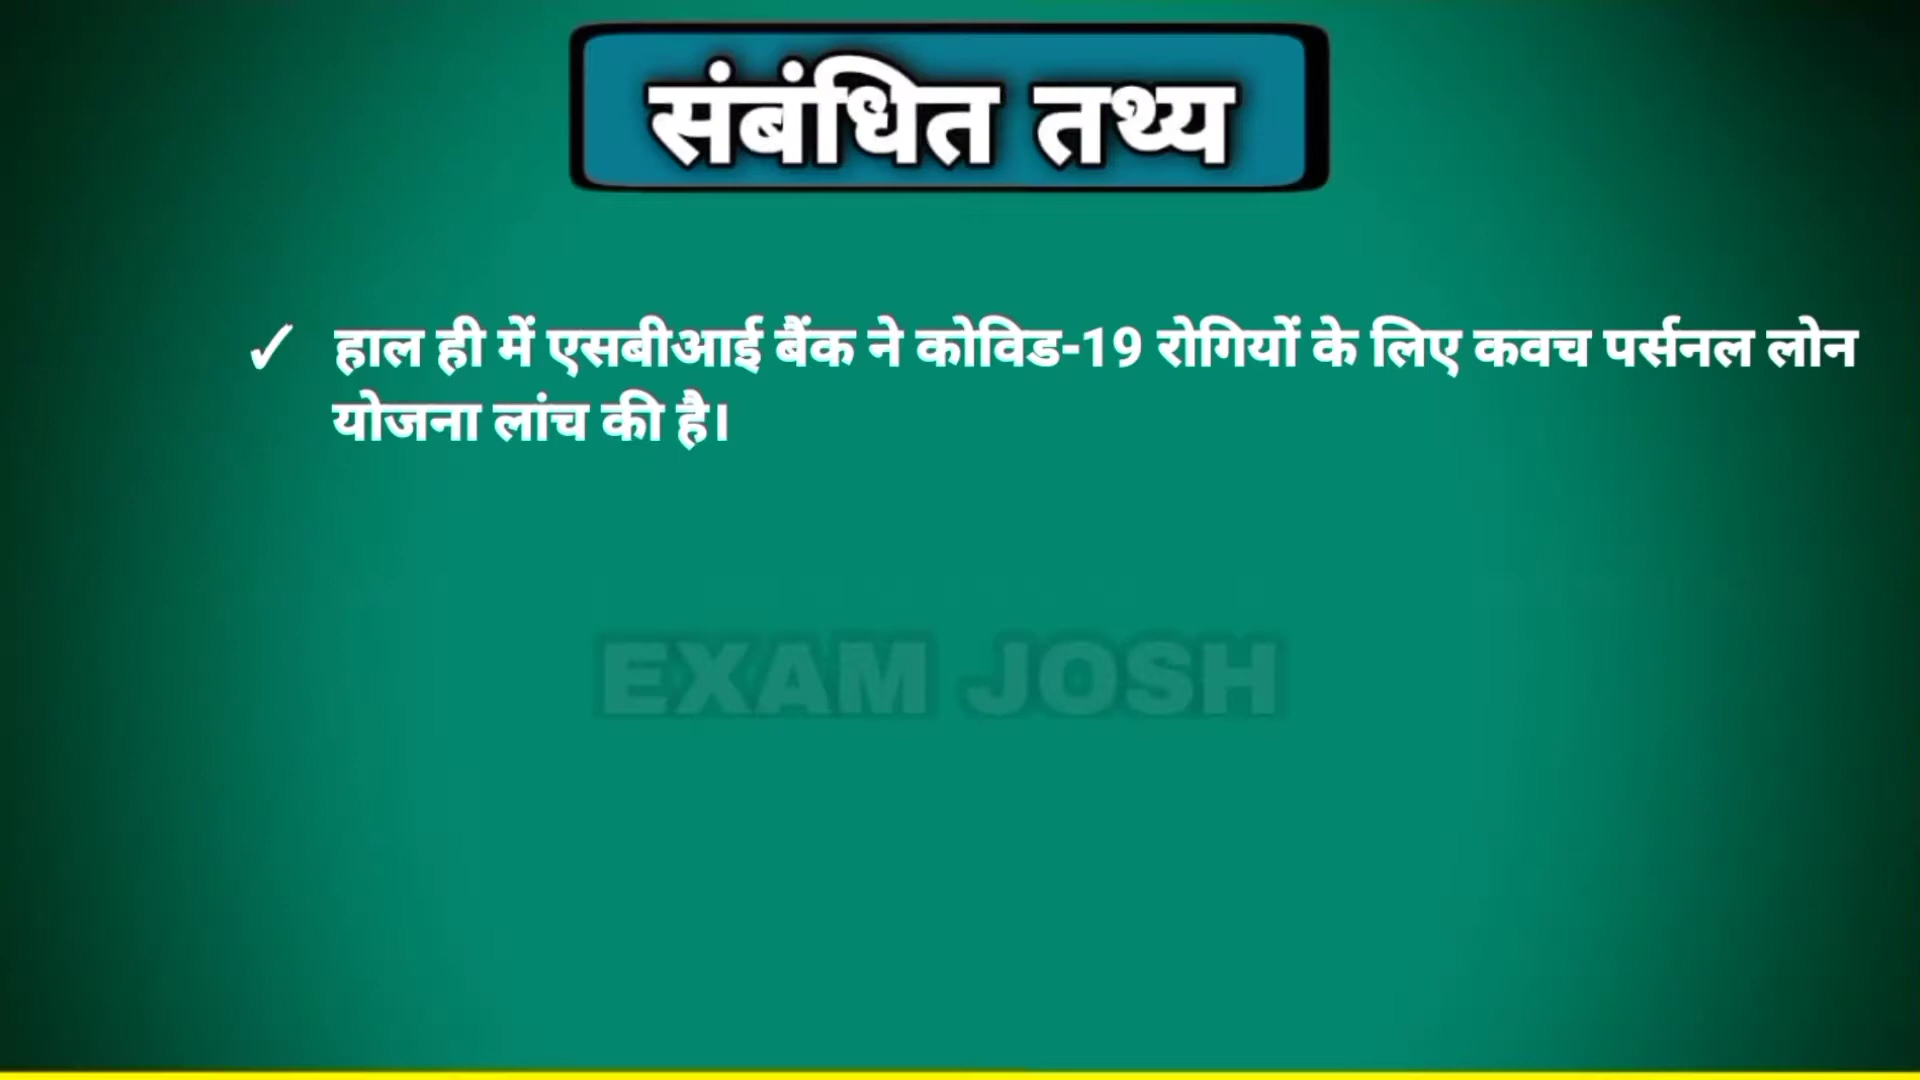 संबंधित तथ्य
✓ हाल ही में एसबीआई बैंक ने कोविड-19 रोगियों के लिए कवच पर्सनल लोन
योजना लांच की है।
EXAM JOSH